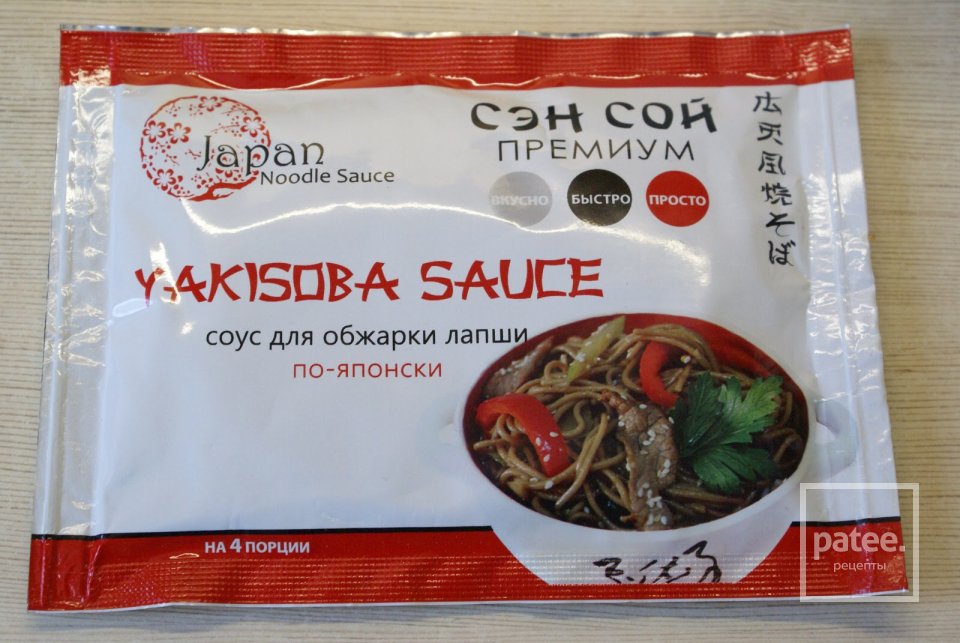 Japan
Noodle Sauce
СЭН СОЙ
ПРЕМИУМ
ВКУСНО
БЫСТРО
ПРОСТО
広天風焼そば
YAKISOBA SAUCE
соус для обжарки лапши
по-японски
НА 4 ПОРЦИИ
patee.
рецепты